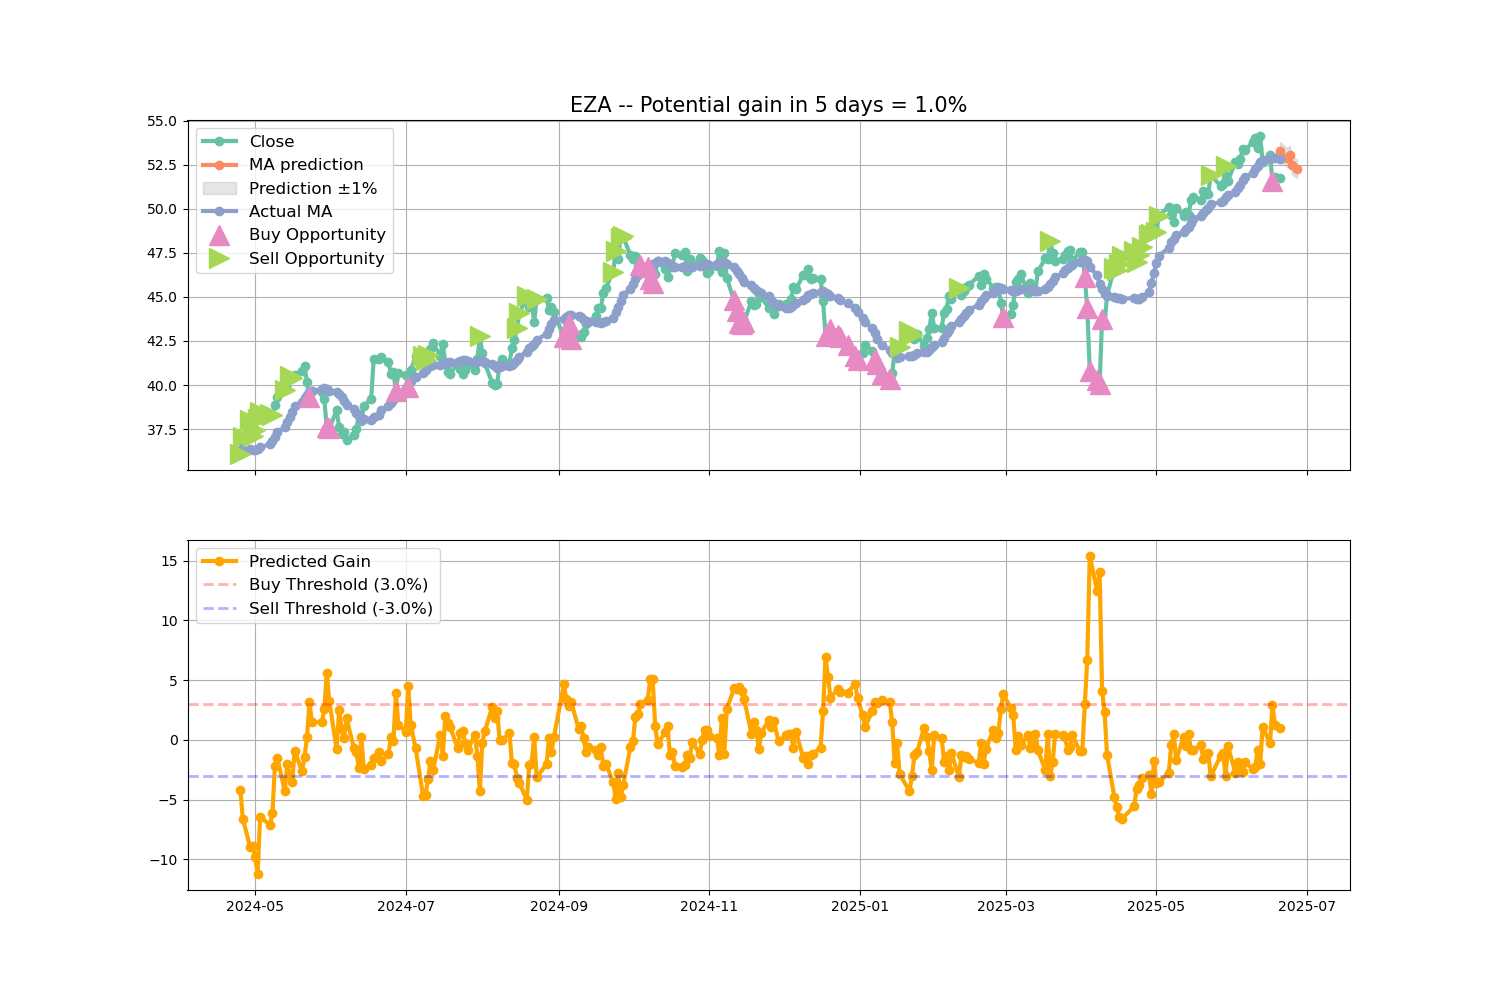 EZA -- Potential gain in 5 days = 1.0%
55.0
52.5
50.0
47.5
45.0
42.5
40.0
37.5
Close
MA prediction
Prediction ±1%
Actual MA
Buy Opportunity
Sell Opportunity
15
10
5
0
−5
−10
Predicted Gain
Buy Threshold (3.0%)
Sell Threshold (-3.0%)
2024-05
2024-07
2024-09
2024-11
2025-01
2025-03
2025-05
2025-07